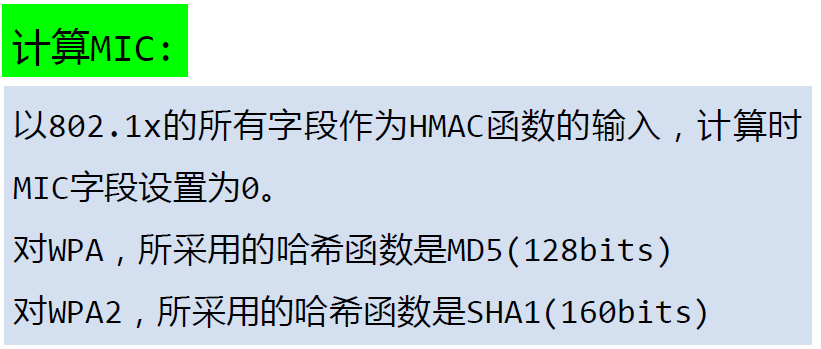 计算MIC:
以802.1x的所有字段作为HMAC函数的输入，计算时
MIC字段设置为0。
对WPA，所采用的哈希函数是MD5(128bits)
对WPA2，所采用的哈希函数是SHA1(160bits)